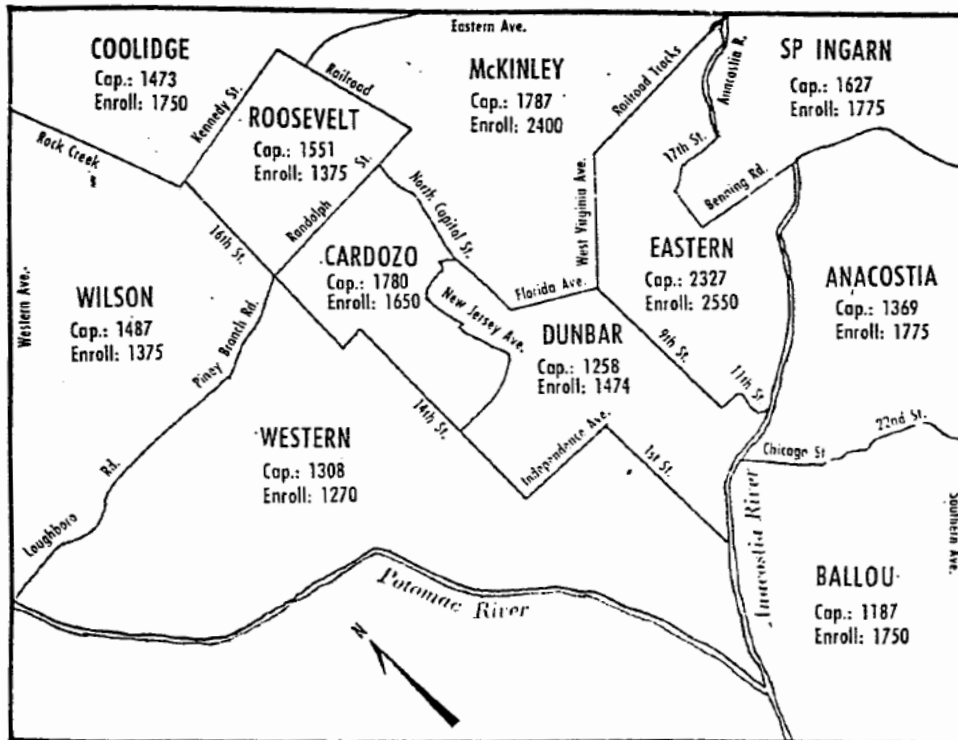 Eastern Ave.
COOLIDGE
Cap.: 1473
Enroll: 1750
McKINLEY
Cap.: 1787
Enroll: 2400
SP INGARN
Cap.: 1627
Enroll: 1775
Railroad
Railroad Tracks
Anncastia R.
Kennedy St.
ROOSEVELT
Cap.: 1551
Enroll: 1375
Rock Creek
17th St.
Benning Rd.
16th St.
Randolph St.
North Capitol St.
West Virginia Ave.
CARDOZO
Cap.: 1780
Enroll: 1650
EASTERN
Cap.: 2327
Enroll: 2550
ANACOSTIA
Cap.: 1369
Enroll: 1775
Western Ave.
WILSON
Cap.: 1487
Enroll: 1375
Piney Branch Rd.
Florida Ave.
New Jersey Ave.
DUNBAR
Cap.: 1258
Enroll: 1474
9th St.
11th St
14th St.
WESTERN
Cap.: 1308
Enroll: 1270
Independence Ave.
1st St.
Chicago St
22nd St.
Loughboro Rd.
Anacostia River
Southern Ave.
BALLOU
Cap.: 1187
Enroll: 1750
Potomac River
N